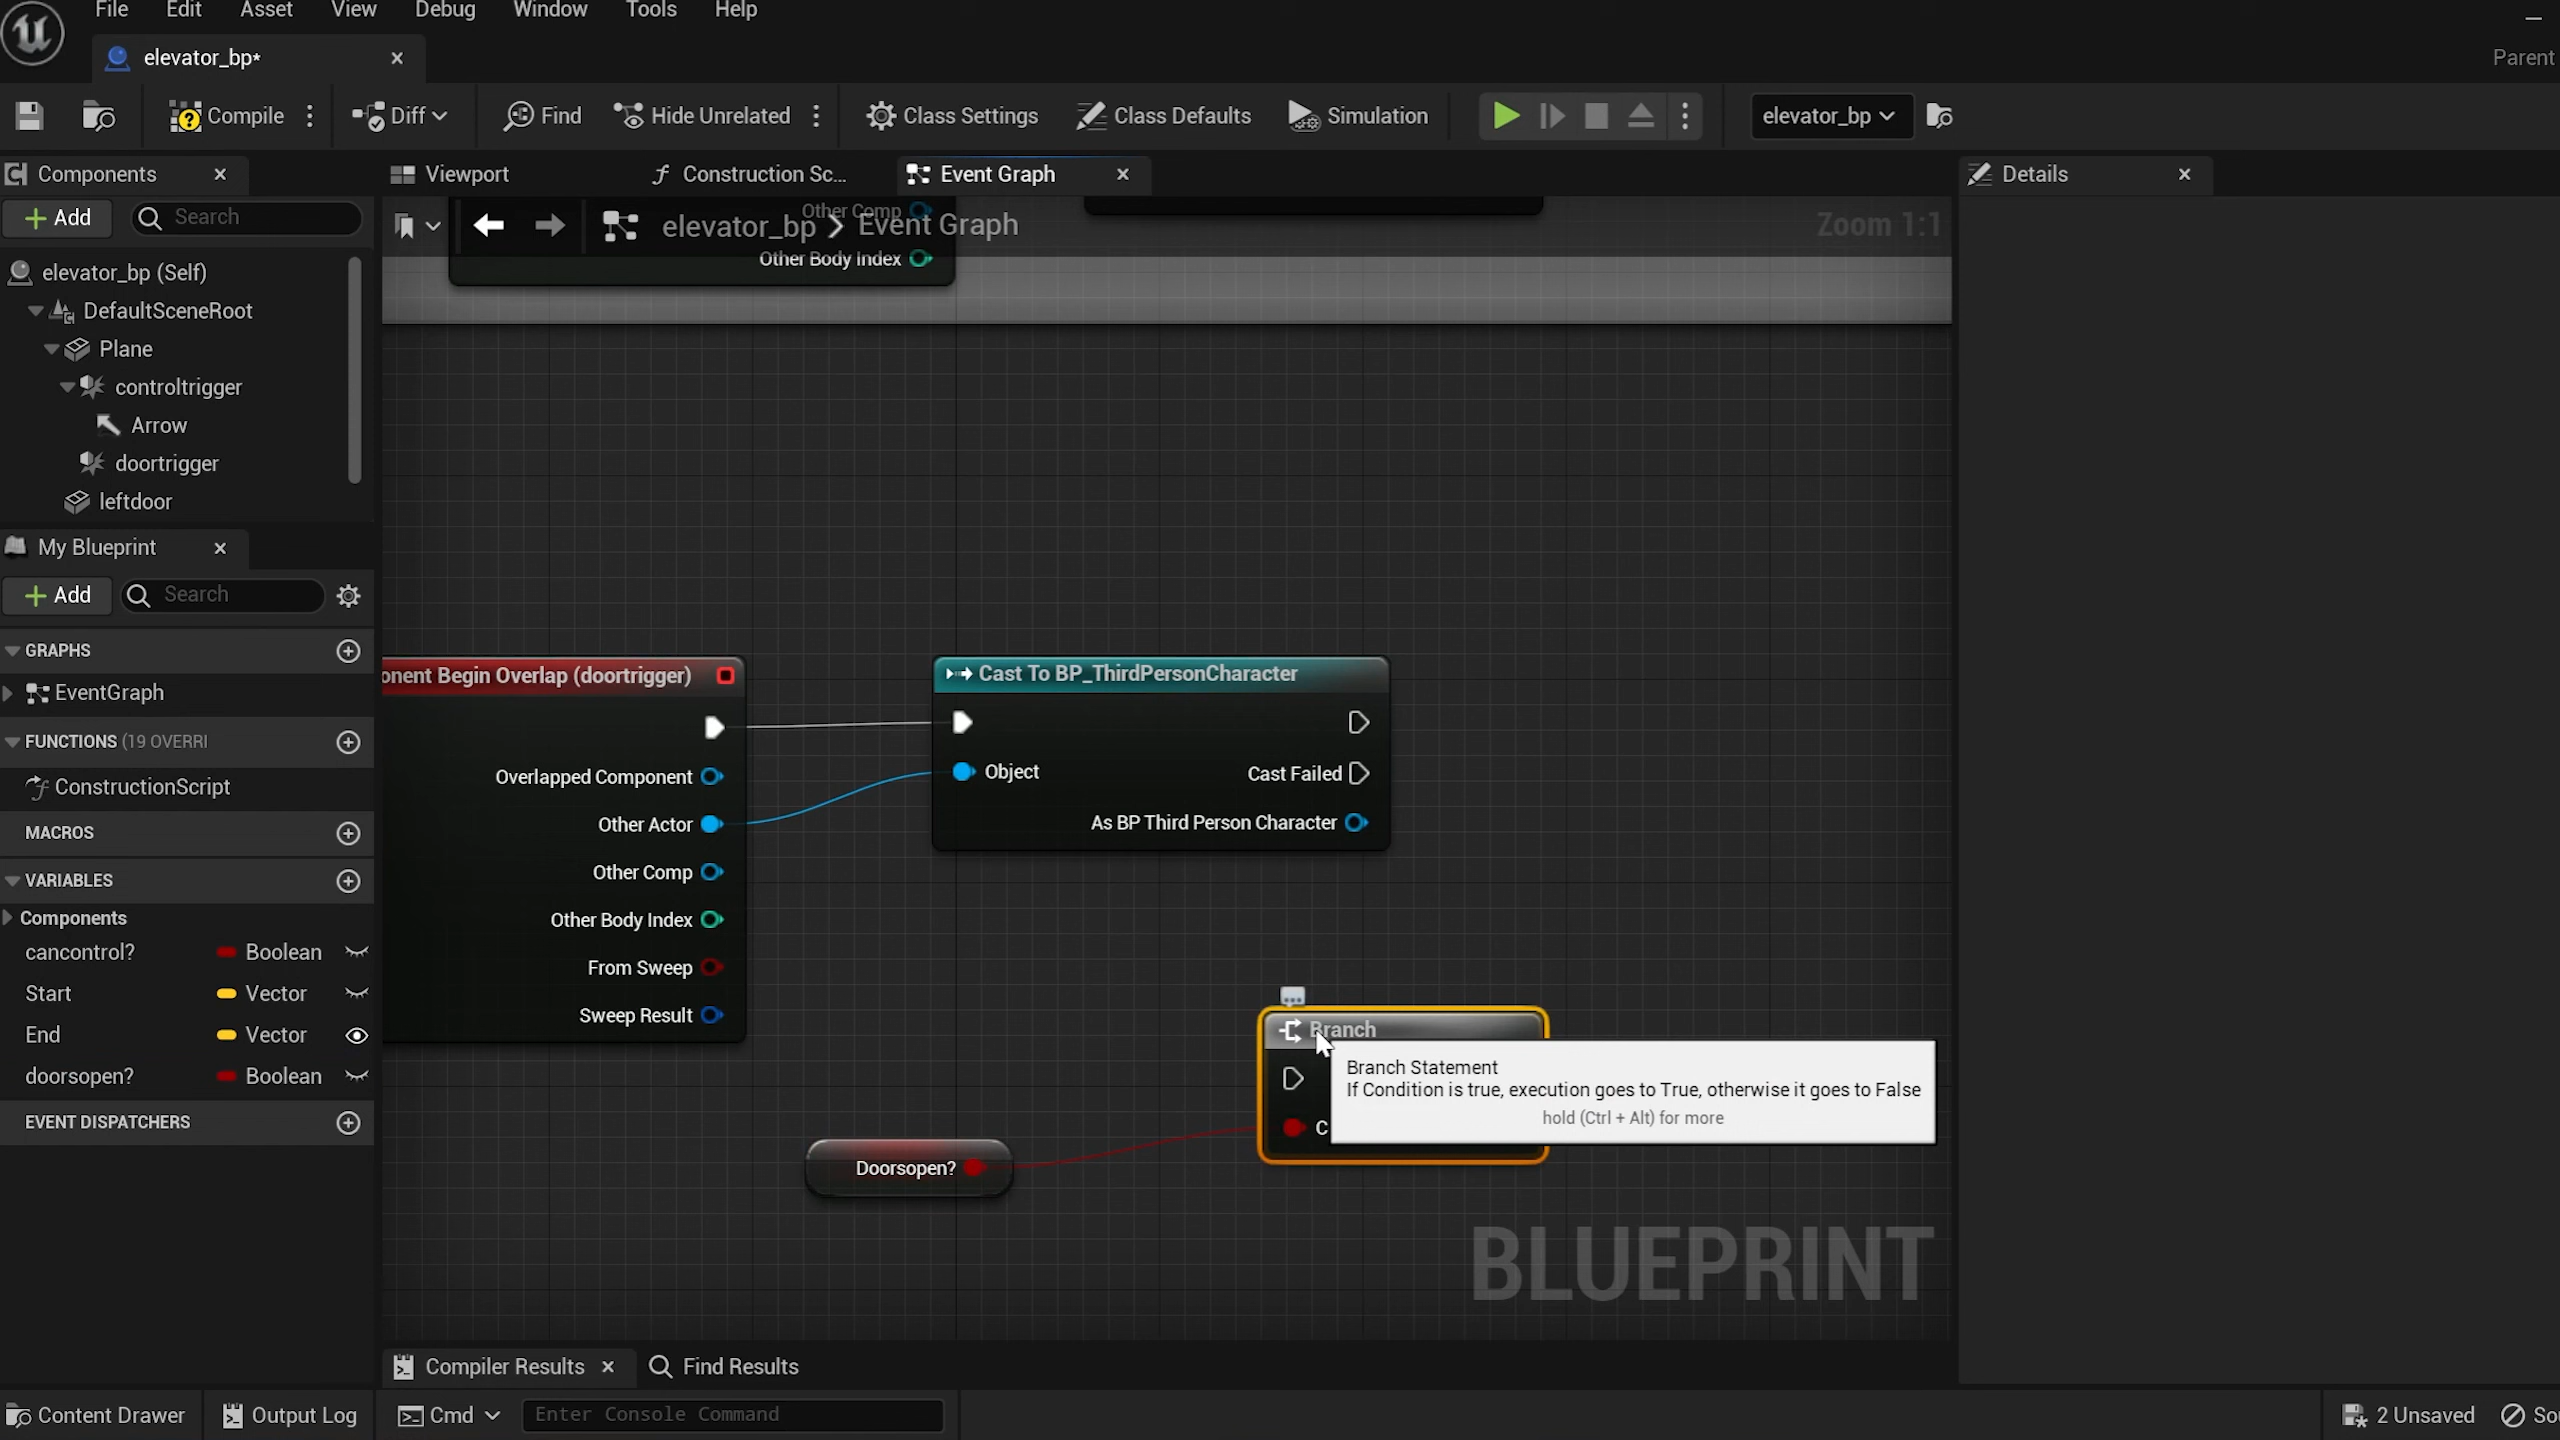 File Edit Asset View Debug Window Tools Help
elevator_bp*
Parent
Compile Diff Find Hide Unrelated Class Settings Class Defaults Simulation elevator_bp
Components
Viewport Construction Sc... Event Graph
Details
Add Search
elevator_bp > Event Graph
Zoom 1:1
Other Comp
Other Body Index
elevator_bp (Self)
DefaultSceneRoot
Plane
controltrigger
Arrow
doortrigger
leftdoor
My Blueprint
Add Search
GRAPHS
EventGraph
FUNCTIONS (19 OVERRI
ConstructionScript
MACROS
VARIABLES
Components
cancontrol? Boolean
Start Vector
End Vector
doorsopen? Boolean
EVENT DISPATCHERS
onent Begin Overlap (doortrigger)
Overlapped Component
Other Actor
Other Comp
Other Body Index
From Sweep
Sweep Result
Cast To BP_ThirdPersonCharacter
Object Cast Failed
As BP Third Person Character
Branch
C
Branch Statement
If Condition is true, execution goes to True, otherwise it goes to False
hold (Ctrl + Alt) for more
Doorsopen?
BLUEPRINT
Compiler Results Find Results
Content Drawer Output Log Cmd Enter Console Command 2 Unsaved So